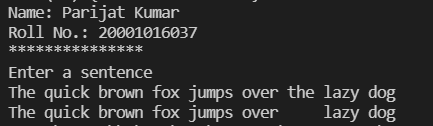 Name: Parijat Kumar
Roll No.: 20001016037
***************
Enter a sentence
The quick brown fox jumps over the lazy dog
The quick brown fox jumps over     lazy dog